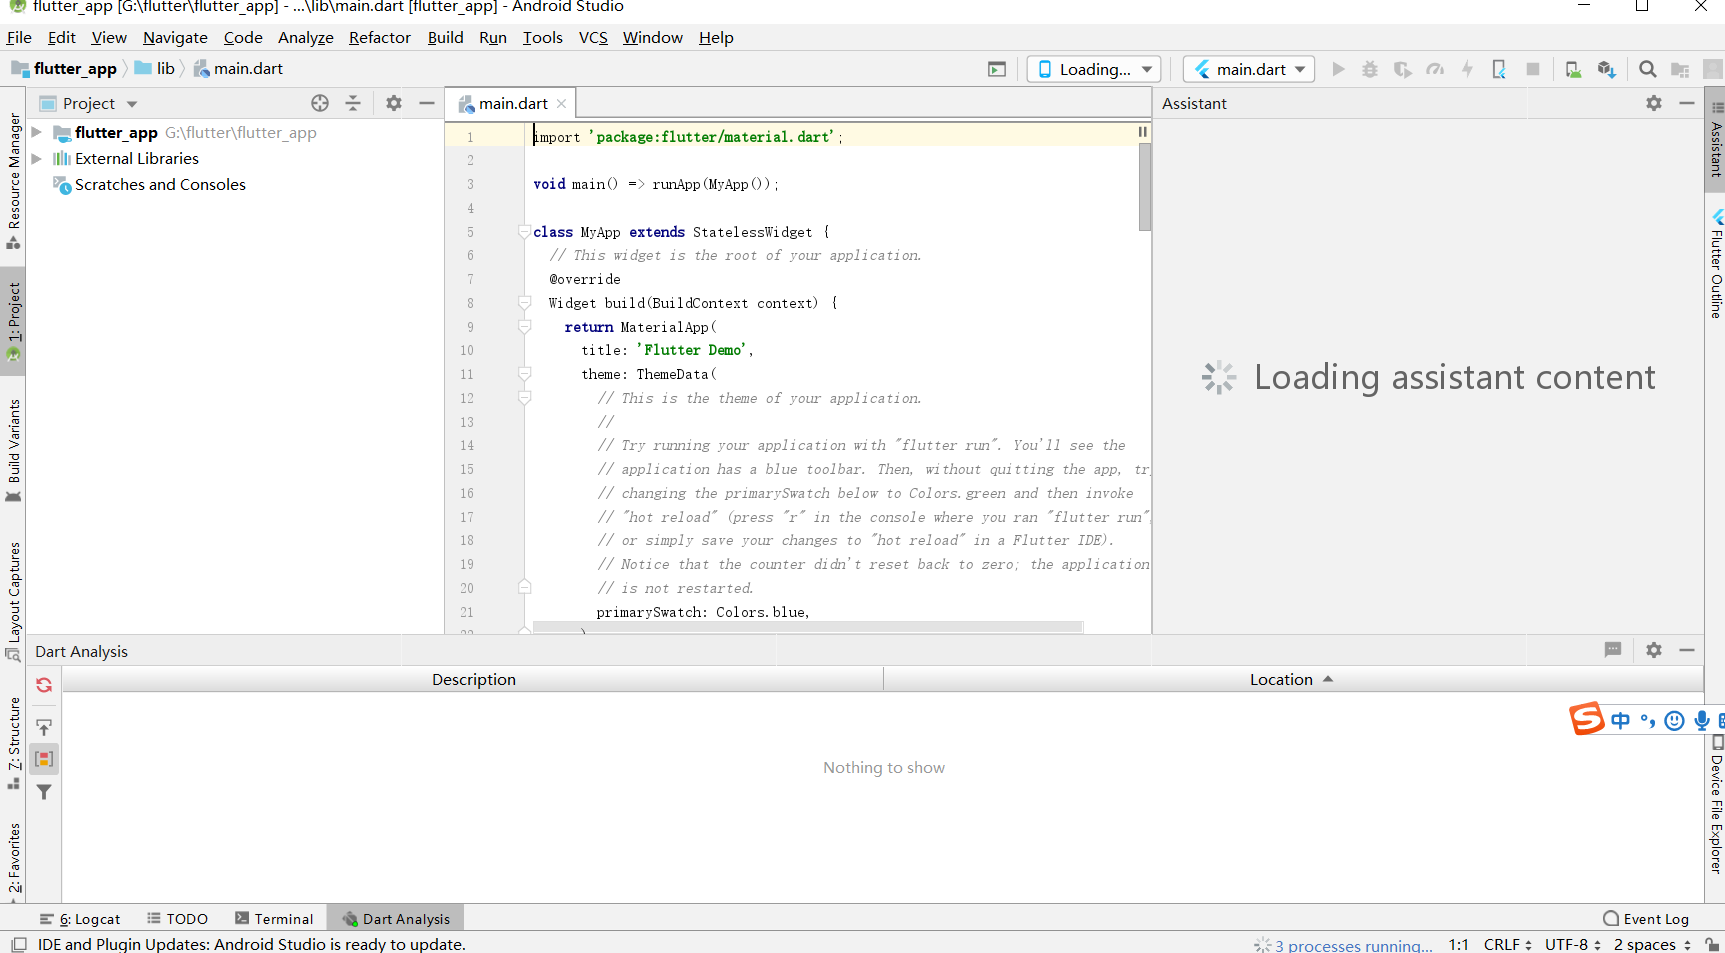 flutter_app [G:\flutter\flutter_app] - ...\lib\main.dart [flutter_app] - Android Studio
File Edit View Navigate Code Analyze Refactor Build Run Tools VCS Window Help
flutter_app lib main.dart Loading... main.dart
Project
main.dart
Assistant
flutter_app G:\flutter\flutter_app
External Libraries
Scratches and Consoles
1 import 'package:flutter/material.dart';
2
3 void main() => runApp(MyApp());
4
5 class MyApp extends StatelessWidget {
6 // This widget is the root of your application.
7 @override
8 Widget build(BuildContext context) {
9 return MaterialApp(
10 title: 'Flutter Demo',
11 theme: ThemeData(
12 // This is the theme of your application.
13 //
14 // Try running your application with "flutter run". You'll see the
15 // application has a blue toolbar. Then, without quitting the app, try
16 // changing the primarySwatch below to Colors.green and then invoke
17 // "hot reload" (press "r" in the console where you ran "flutter run",
18 // or simply save your changes to "hot reload" in a Flutter IDE).
19 // Notice that the counter didn't reset back to zero; the application
20 // is not restarted.
21 primarySwatch: Colors.blue,
22 )
Loading assistant content
Resource Manager
1: Project
Build Variants
Layout Captures
7: Structure
2: Favorites
Assistant
Flutter Outline
Device File Explorer
Dart Analysis
Description Location
Nothing to show
中
6: Logcat TODO Terminal Dart Analysis Event Log
IDE and Plugin Updates: Android Studio is ready to update. 3 processes running... 1:1 CRLF UTF-8 2 spaces